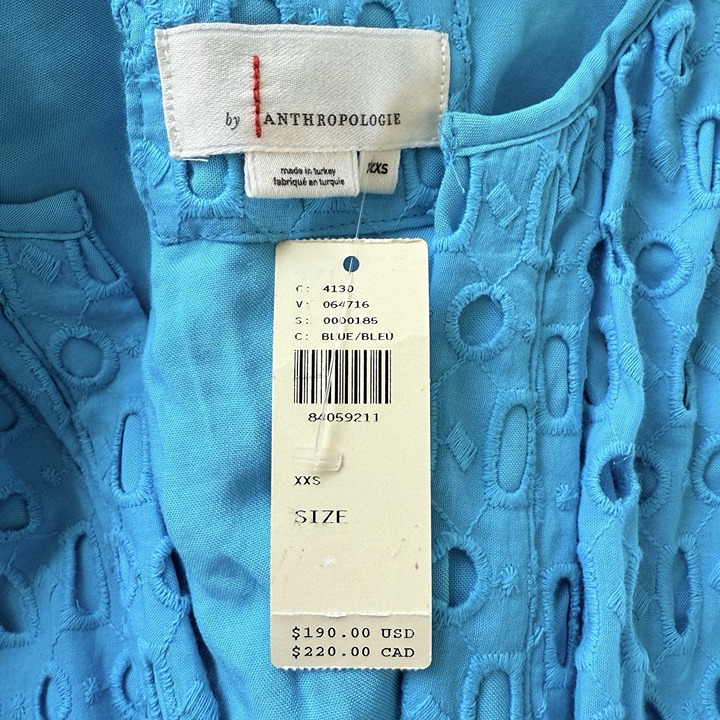 by ANTHROPOLOGIE
made in turkey
fabriqué en turquie
XXS
C: 4130
V: 064716
S: 0000186
C: BLUE/BLEU
84059211
XXS
SIZE
$190.00 USD
$220.00 CAD